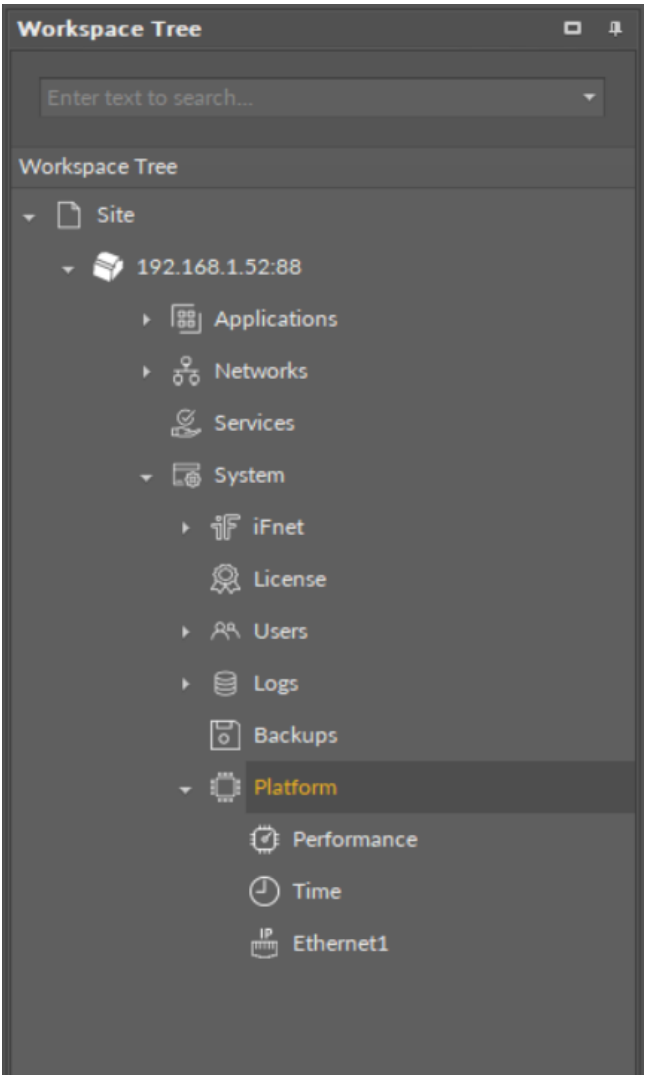 Workspace Tree
Enter text to search...
Workspace Tree
Site
192.168.1.52:88
Applications
Networks
Services
System
iFnet
License
Users
Logs
Backups
Platform
Performance
Time
IP
Ethernet1